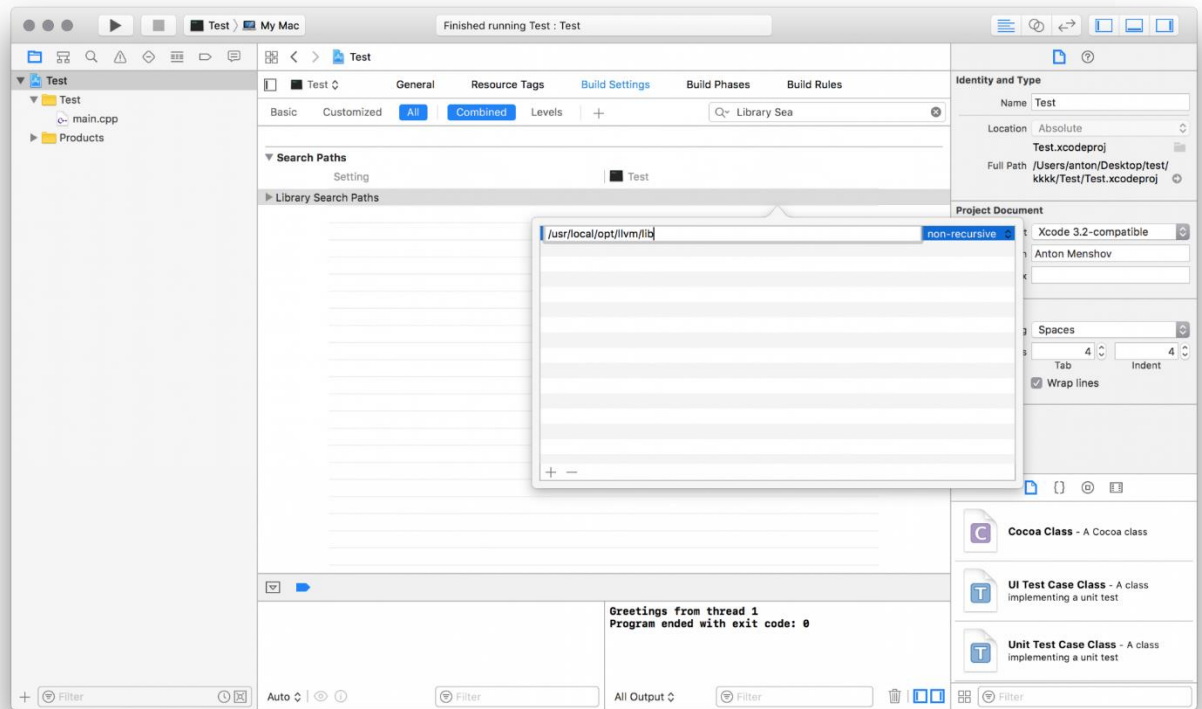 Test My Mac
Finished running Test : Test
Test
Test
main.cpp
Products
Test
Test General Resource Tags Build Settings Build Phases Build Rules
Basic Customized All Combined Levels + Library Sea
Search Paths
Setting Test
Library Search Paths
/usr/local/opt/llvm/lib non-recursive
+ −
Identity and Type
Name Test
Location Absolute
Test.xcodeproj
Full Path /Users/anton/Desktop/test/
kkkk/Test/Test.xcodeproj
Project Document
Xcode 3.2-compatible
Anton Menshov
Spaces
4 4
Tab Indent
Wrap lines
{}
C Cocoa Class - A Cocoa class
T UI Test Case Class - A class
implementing a unit test
T Unit Test Case Class - A class
implementing a unit test
Greetings from thread 1
Program ended with exit code: 0
+ Filter
Auto Filter
All Output Filter
Filter